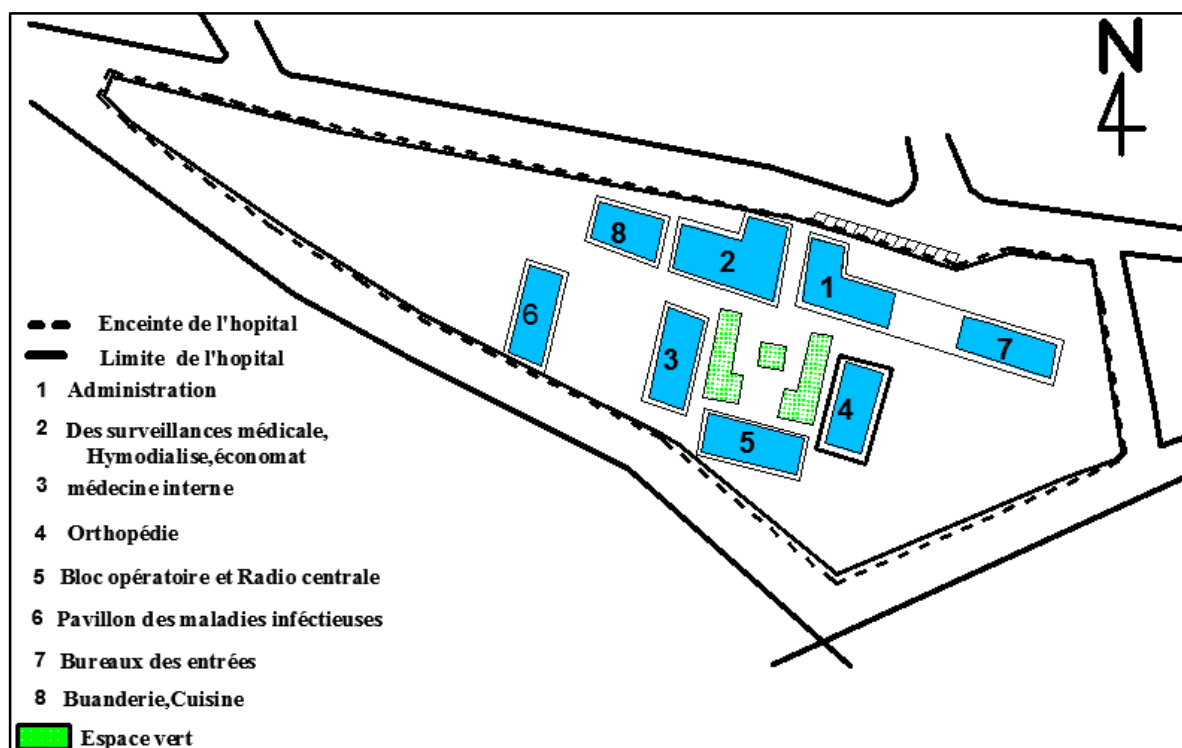 N
8
2
1
6
7
3
4
5
Enceinte de l'hopital
Limite de l'hopital
1 Administration
2 Des surveillances médicale,
Hymodialise,économat
3 médecine interne
4 Orthopédie
5 Bloc opératoire et Radio centrale
6 Pavillon des maladies inféctieuses
7 Bureaux des entrées
8 Buanderie,Cuisine
Espace vert